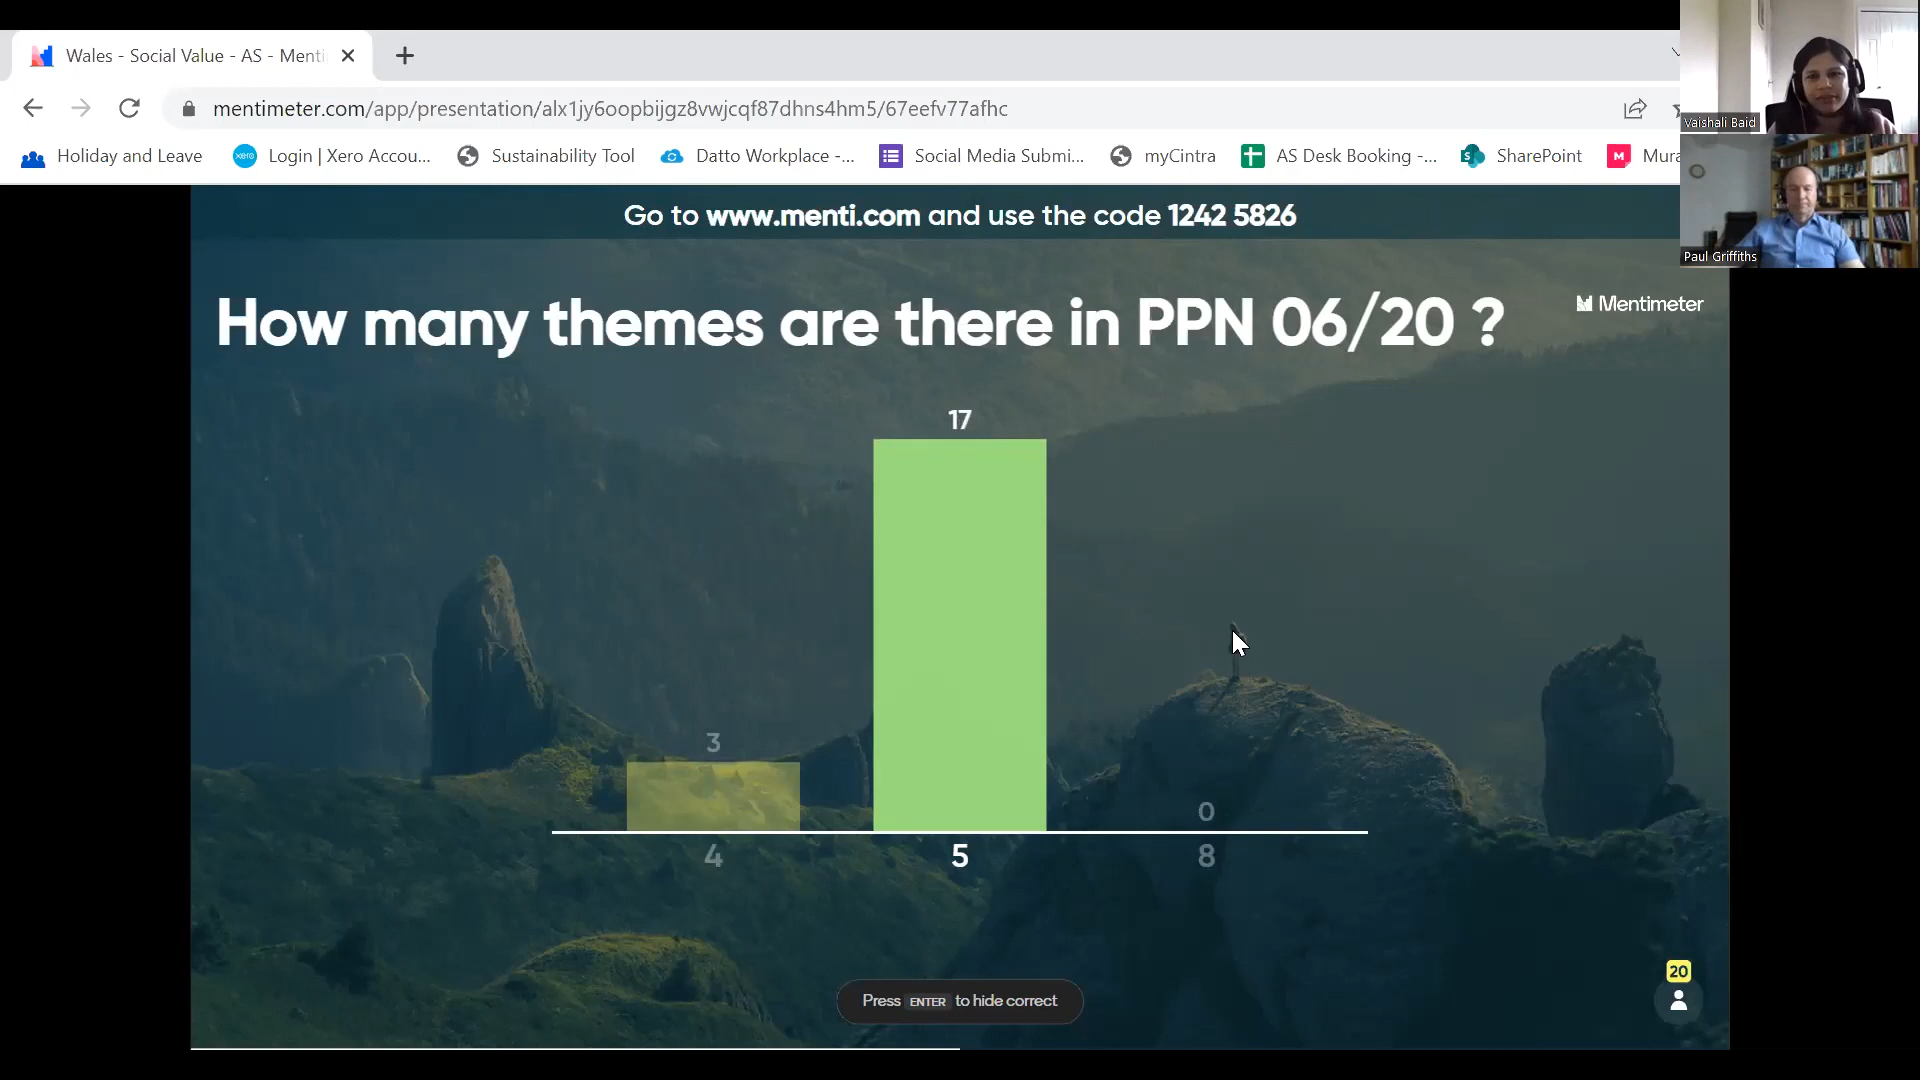 Wales - Social Value - AS - Menti
mentimeter.com/app/presentation/alx1jy6oopbijgz8vwjcqf87dhns4hm5/67eefv77afhc
Holiday and Leave
xero
Login | Xero Accou...
Sustainability Tool
Datto Workplace -...
Social Media Submi...
myCintra
AS Desk Booking -...
S
SharePoint
M
Mura
Vaishali Baid
Paul Griffiths
Go to www.menti.com and use the code 1242 5826
How many themes are there in PPN 06/20 ?
Mentimeter
17
3
0
4
5
8
Press ENTER to hide correct
20